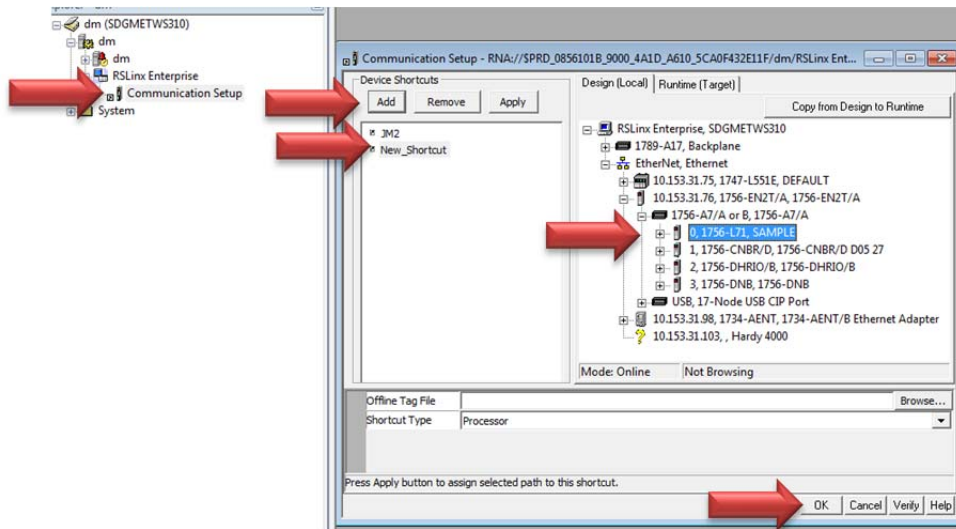 dm (SDGMETWS310)
dm
dm
RSLinx Enterprise
Communication Setup
System
Communication Setup - RNA://$PRD_0856101B_9000_4A1D_A610_5CA0F432E11F/dm/RSLinx Ent...
Device Shortcuts
Add Remove Apply
JM2
New_Shortcut
Design (Local) Runtime (Target)
Copy from Design to Runtime
RSLinx Enterprise, SDGMETWS310
1789-A17, Backplane
EtherNet, Ethernet
10.153.31.75, 1747-L551E, DEFAULT
10.153.31.76, 1756-EN2T/A, 1756-EN2T/A
1756-A7/A or B, 1756-A7/A
0, 1756-L71, SAMPLE
1, 1756-CNBR/D, 1756-CNBR/D D05 27
2, 1756-DHRIO/B, 1756-DHRIO/B
3, 1756-DNB, 1756-DNB
USB, 17-Node USB CIP Port
10.153.31.98, 1734-AENT, 1734-AENT/B Ethernet Adapter
10.153.31.103, , Hardy 4000
Mode: Online Not Browsing
Offline Tag File Browse...
Shortcut Type Processor
Press Apply button to assign selected path to this shortcut.
OK Cancel Verify Help